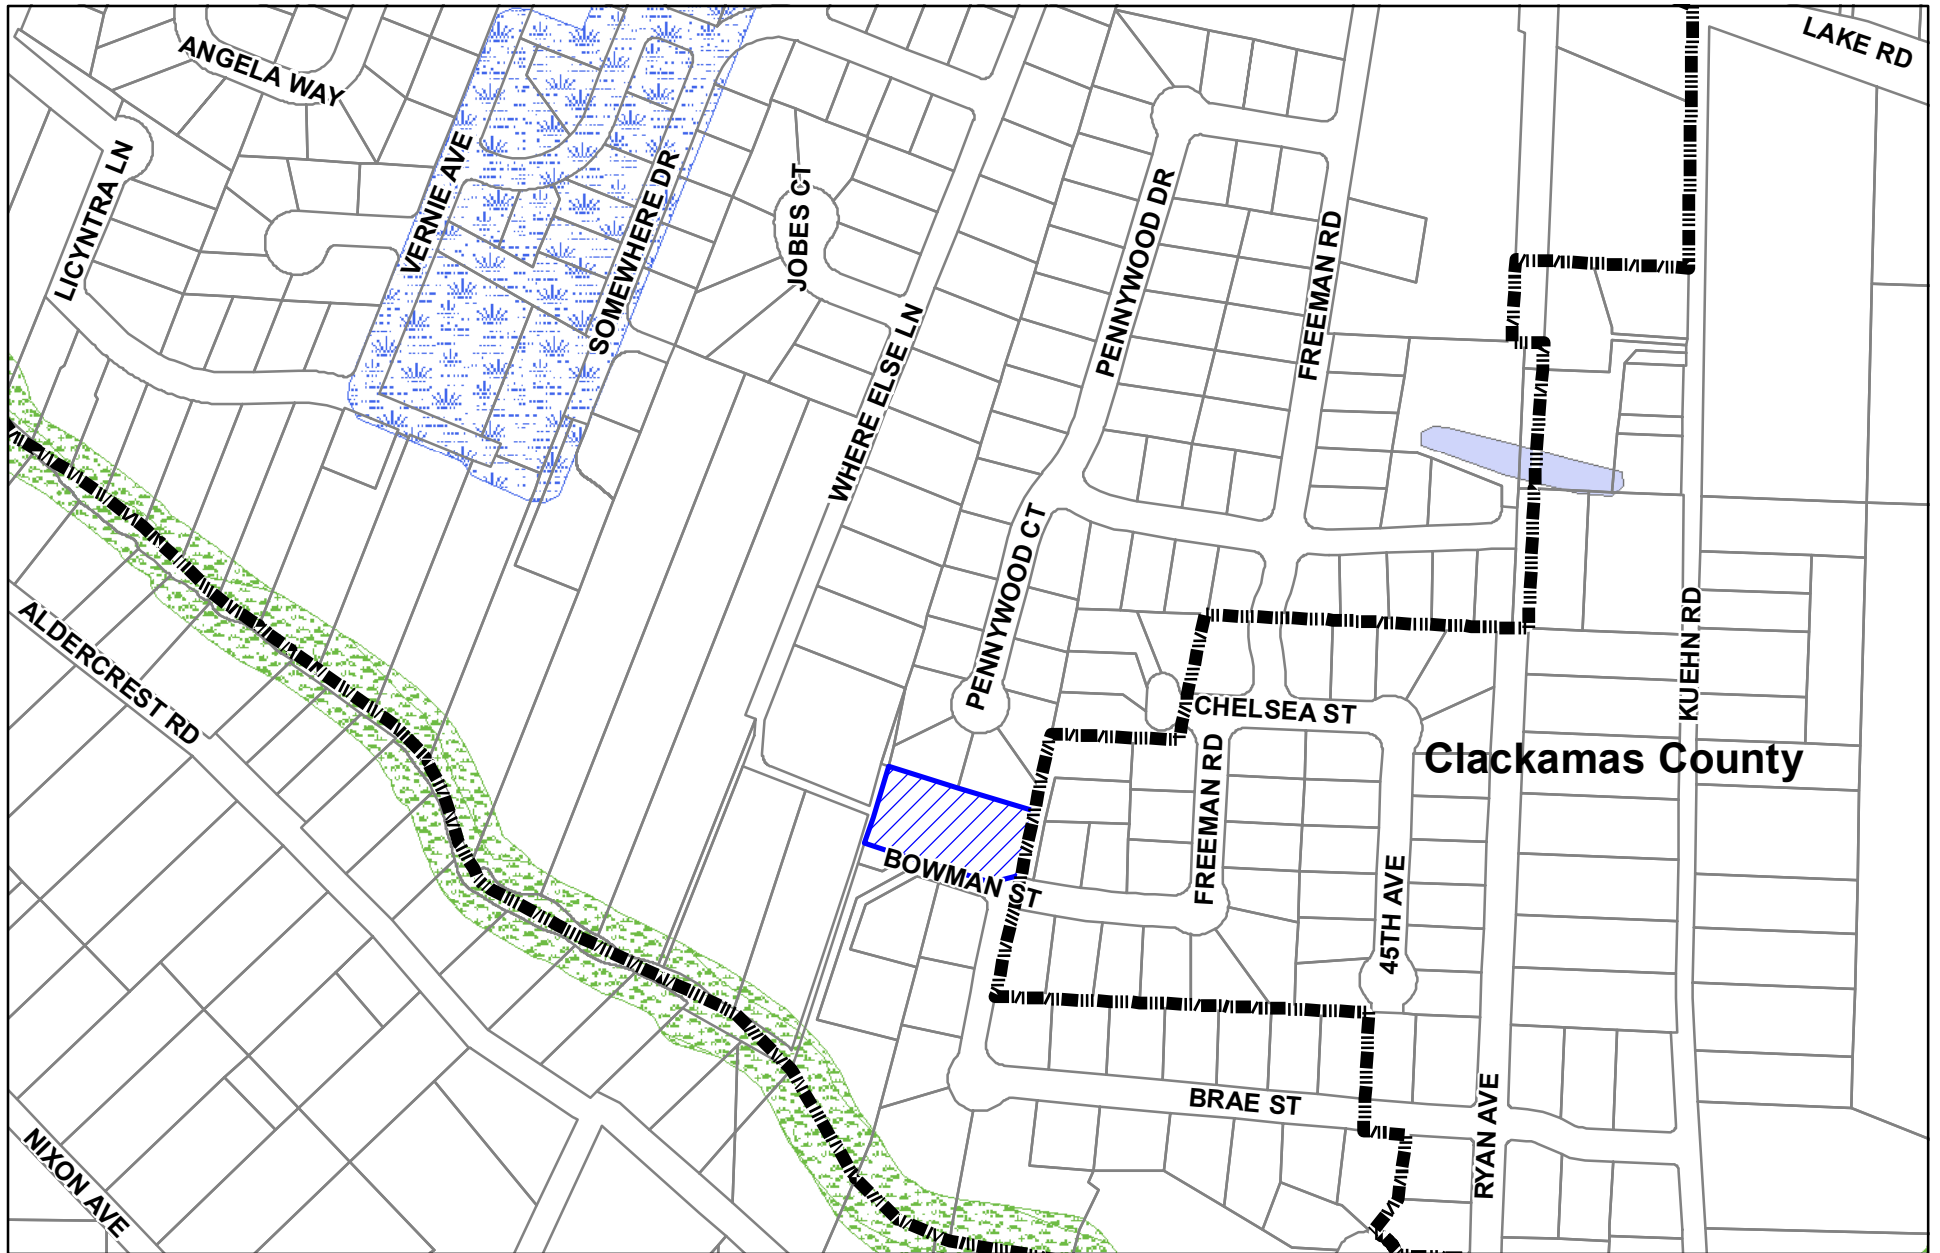 LAKE RD
ANGELA WAY
LICYNTRA LN
VERNIE AVE
SOMEWHERE DR
JOBES CT
PENNYWOOD DR
FREEMAN RD
WHERE ELSE LN
PENNYWOOD CT
ALDERCREST RD
KUEHN RD
CHELSEA ST
Clackamas County
FREEMAN RD
BOWMAN ST
45TH AVE
BRAE ST
RYAN AVE
NIXON AVE